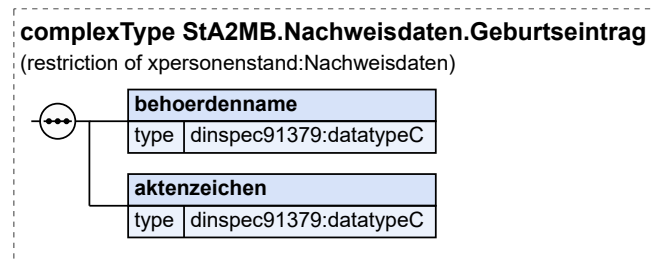 complexType StA2MB.Nachweisdaten.Geburtseintrag
(restriction of xpersonenstand:Nachweisdaten)
behoerdenname
type dinspec91379:datatypeC
aktenzeichen
type dinspec91379:datatypeC